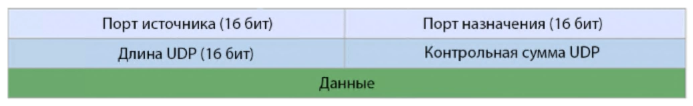 Порт источника (16 бит) Порт назначения (16 бит)
Длина UDP (16 бит) Контрольная сумма UDP
Данные